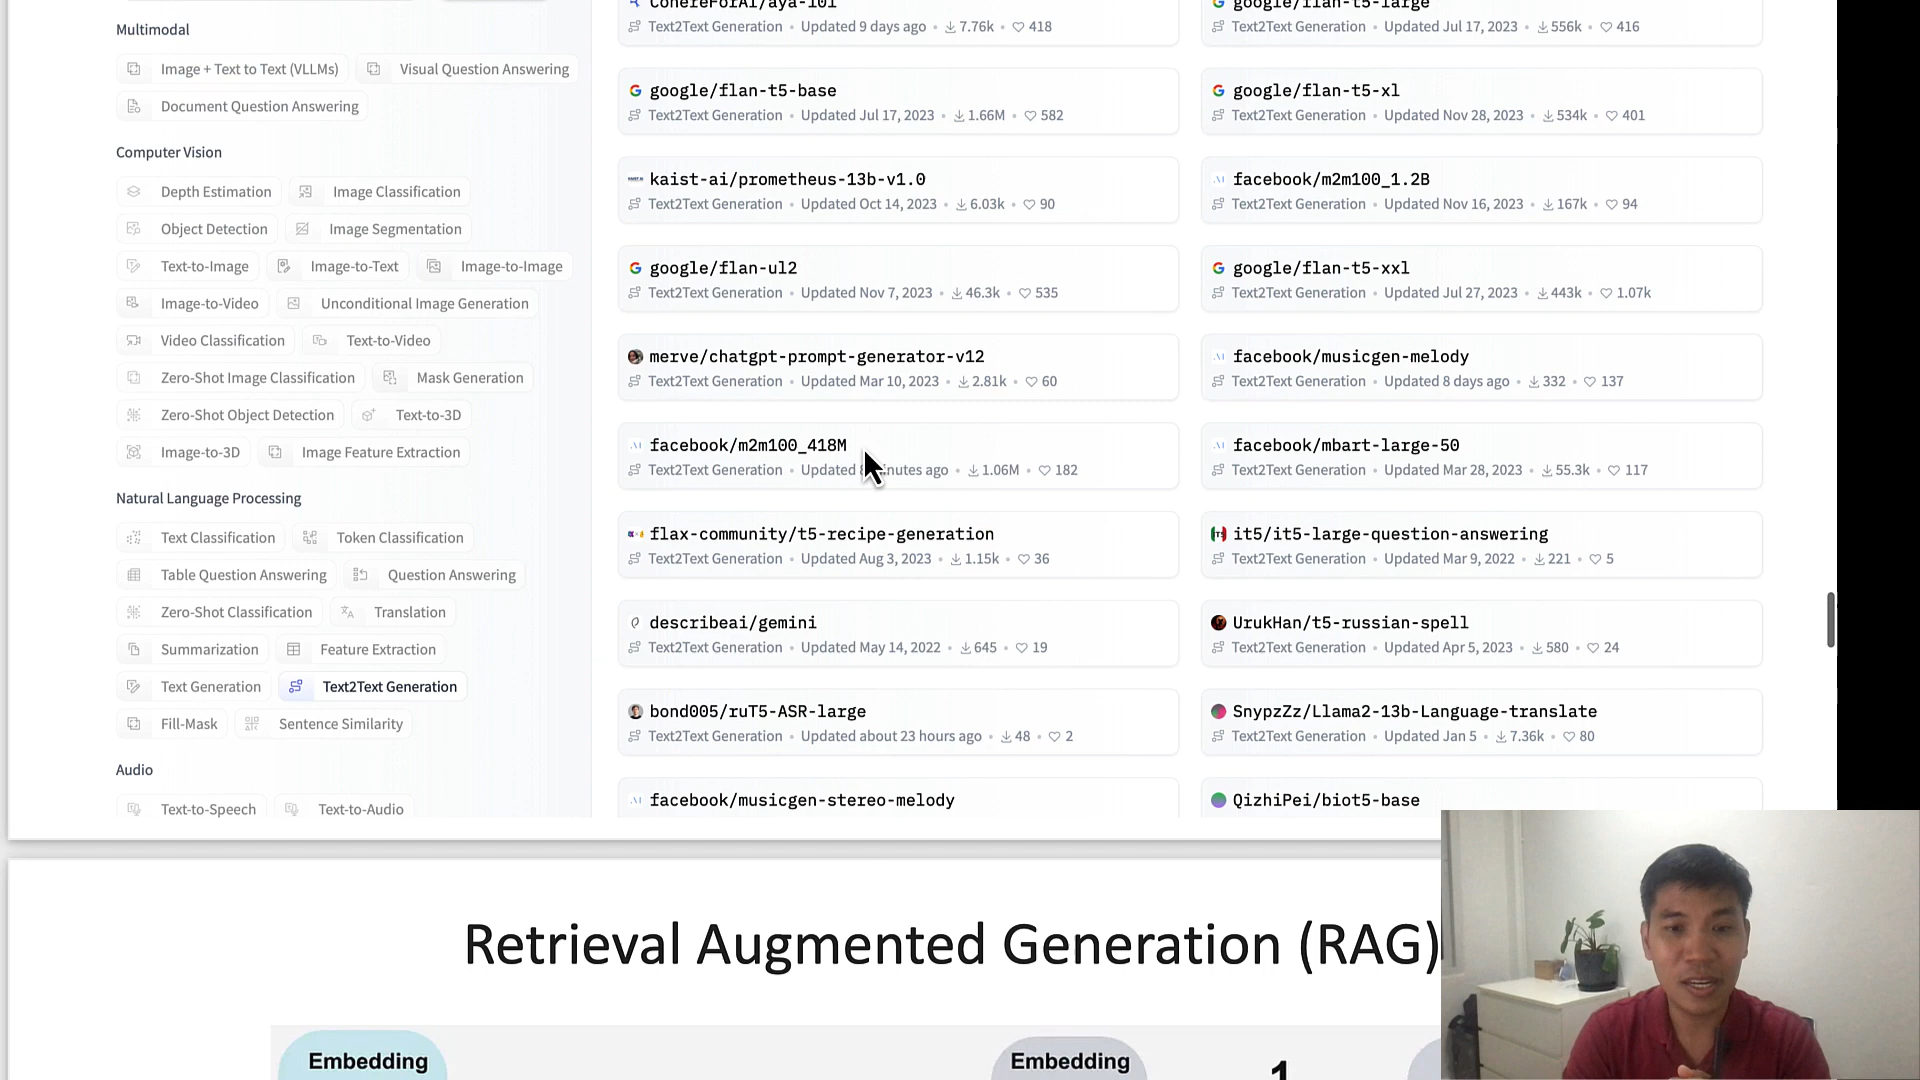 Multimodal
Image + Text to Text (VLLMs)
Visual Question Answering
Document Question Answering
Computer Vision
Depth Estimation
Image Classification
Object Detection
Image Segmentation
Text-to-Image
Image-to-Text
Image-to-Image
Image-to-Video
Unconditional Image Generation
Video Classification
Text-to-Video
Zero-Shot Image Classification
Mask Generation
Zero-Shot Object Detection
Text-to-3D
Image-to-3D
Image Feature Extraction
Natural Language Processing
Text Classification
Token Classification
Table Question Answering
Question Answering
Zero-Shot Classification
Translation
Summarization
Feature Extraction
Text Generation
Text2Text Generation
Fill-Mask
Sentence Similarity
Audio
Text-to-Speech
Text-to-Audio
CohereForAI/aya-101
Text2Text Generation • Updated 9 days ago • 7.76k • 418
google/flan-t5-large
Text2Text Generation • Updated Jul 17, 2023 • 556k • 416
google/flan-t5-base
Text2Text Generation • Updated Jul 17, 2023 • 1.66M • 582
google/flan-t5-xl
Text2Text Generation • Updated Nov 28, 2023 • 534k • 401
kaist-ai/prometheus-13b-v1.0
Text2Text Generation • Updated Oct 14, 2023 • 6.03k • 90
facebook/m2m100_1.2B
Text2Text Generation • Updated Nov 16, 2023 • 167k • 94
google/flan-ul2
Text2Text Generation • Updated Nov 7, 2023 • 46.3k • 535
google/flan-t5-xxl
Text2Text Generation • Updated Jul 27, 2023 • 443k • 1.07k
merve/chatgpt-prompt-generator-v12
Text2Text Generation • Updated Mar 10, 2023 • 2.81k • 60
facebook/musicgen-melody
Text2Text Generation • Updated 8 days ago • 332 • 137
facebook/m2m100_418M
Text2Text Generation • Updated ago • 1.06M • 182
facebook/mbart-large-50
Text2Text Generation • Updated Mar 28, 2023 • 55.3k • 117
flax-community/t5-recipe-generation
Text2Text Generation • Updated Aug 3, 2023 • 1.15k • 36
it5/it5-large-question-answering
Text2Text Generation • Updated Mar 9, 2022 • 221 • 5
describeai/gemini
Text2Text Generation • Updated May 14, 2022 • 645 • 19
UrukHan/t5-russian-spell
Text2Text Generation • Updated Apr 5, 2023 • 580 • 24
bond005/ruT5-ASR-large
Text2Text Generation • Updated about 23 hours ago • 48 • 2
SnypzZz/Llama2-13b-Language-translate
Text2Text Generation • Updated Jan 5 • 7.36k • 80
facebook/musicgen-stereo-melody
QizhiPei/biot5-base
Retrieval Augmented Generation (RAG)
Embedding
Embedding
1